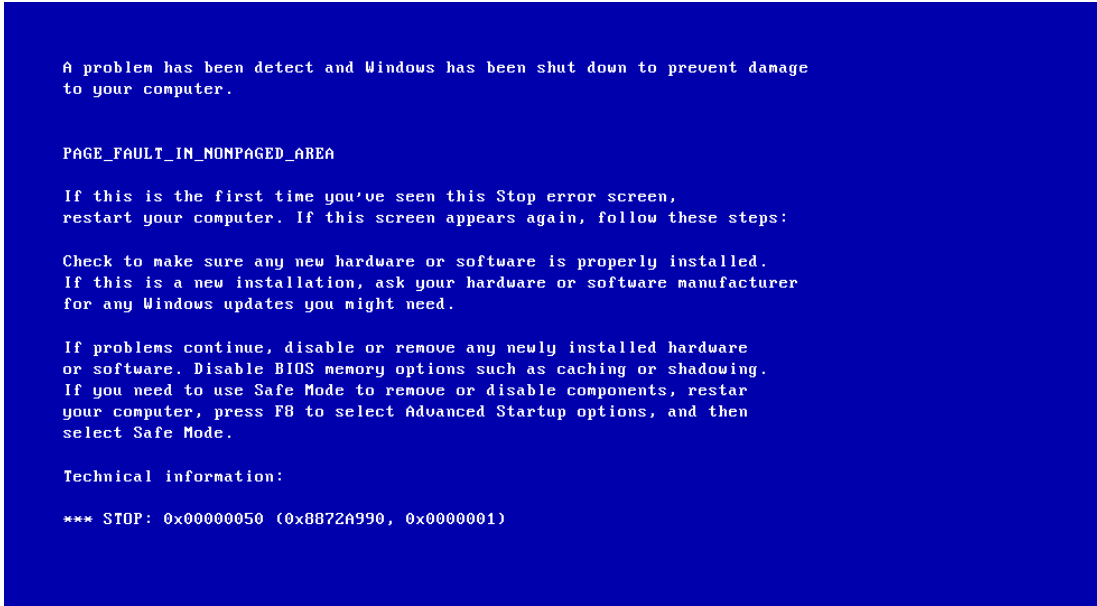 A problem has been detect and Windows has been shut down to prevent damage
to your computer.
PAGE_FAULT_IN_NONPAGED_AREA
If this is the first time you've seen this Stop error screen,
restart your computer. If this screen appears again, follow these steps:
Check to make sure any new hardware or software is properly installed.
If this is a new installation, ask your hardware or software manufacturer
for any Windows updates you might need.
If problems continue, disable or remove any newly installed hardware
or software. Disable BIOS memory options such as caching or shadowing.
If you need to use Safe Mode to remove or disable components, restar
your computer, press F8 to select Advanced Startup options, and then
select Safe Mode.
Technical information:
*** STOP: 0x00000050 (0x8872A990, 0x0000001)